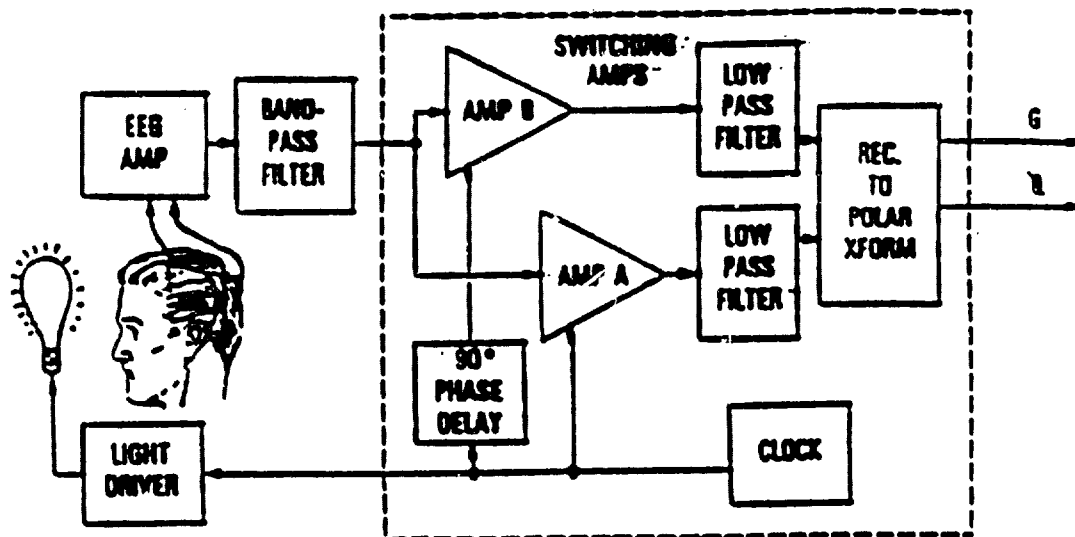 SWITCHING
AMPS
EEG
AMP
BAND-
PASS
FILTER
AMP B
LOW
PASS
FILTER
REC.
TO
POLAR
XFORM
G
AMP A
LOW
PASS
FILTER
90°
PHASE
DELAY
LIGHT
DRIVER
CLOCK